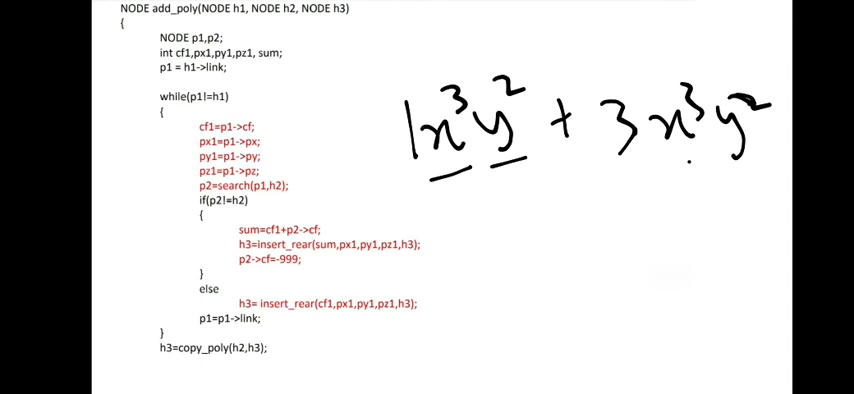 NODE add_poly(NODE h1, NODE h2, NODE h3)
{
NODE p1,p2;
int cf1,px1,py1,pz1, sum;
p1 = h1->link;
while(p1!=h1)
{
cf1=p1->cf;
px1=p1->px;
py1=p1->py;
pz1=p1->pz;
p2=search(p1,h2);
if(p2!=h2)
{
sum=cf1+p2->cf;
h3=insert_rear(sum,px1,py1,pz1,h3);
p2->cf=-999;
}
else
h3= insert_rear(cf1,px1,py1,pz1,h3);
p1=p1->link;
}
h3=copy_poly(h2,h3);
1x³y² + 3x³y²